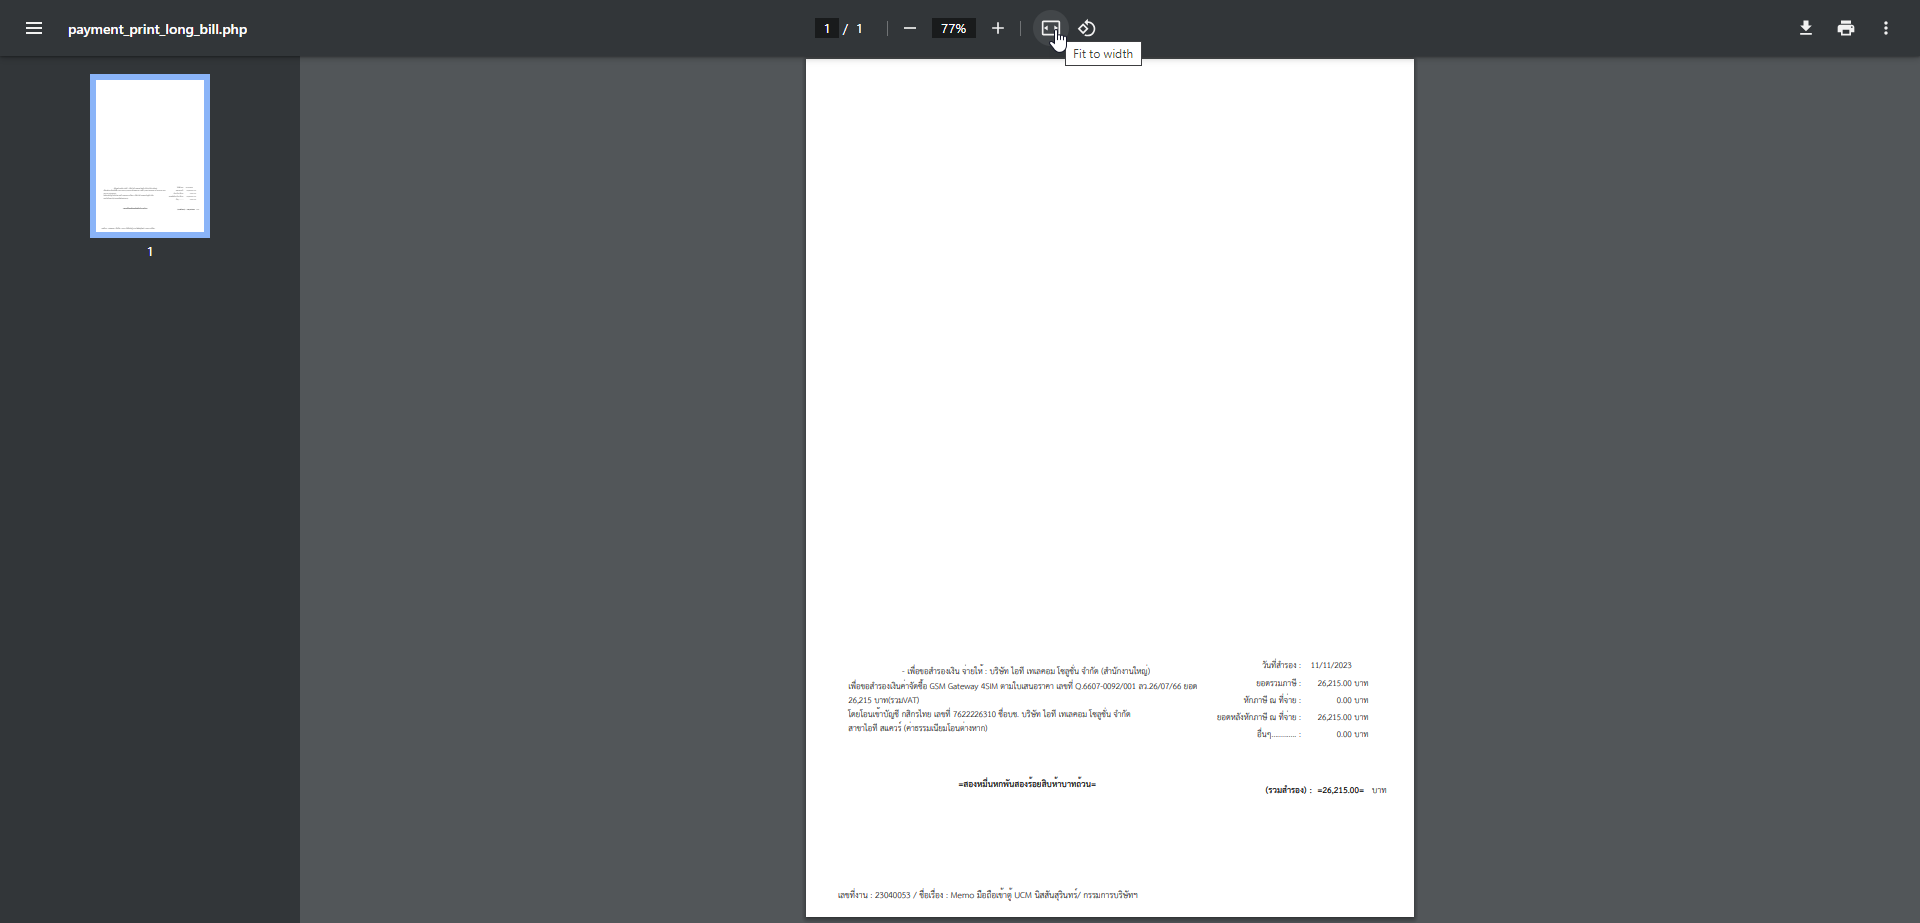 payment_print_long_bill.php
1 / 1
77%
Fit to width
1
- เพื่อขอสำรองเงิน จ่ายให้ : บริษัท ไอที เทเลคอม โซลูชั่น จำกัด (สำนักงานใหญ่)
เพื่อขอสำรองเงินค่าจัดซื้อ GSM Gateway 4SIM ตามใบเสนอราคา เลขที่ Q.6607-0092/001 ลว.26/07/66 ยอด
26,215 บาท(รวมVAT)
โดยโอนเข้าบัญชี กสิกรไทย เลขที่ 7622226310 ชื่อบช. บริษัท ไอที เทเลคอม โซลูชั่น จำกัด
สาขาไอที สแควร์ (ค่าธรรมเนียมโอนต่างหาก)
วันที่สำรอง : 11/11/2023
ยอดรวมภาษี : 26,215.00 บาท
หักภาษี ณ ที่จ่าย : 0.00 บาท
ยอดหลังหักภาษี ณ ที่จ่าย : 26,215.00 บาท
อื่นๆ............ : 0.00 บาท
=สองหมื่นหกพันสองร้อยสิบห้าบาทถ้วน=
(รวมสำรอง) : =26,215.00= บาท
เลขที่งาน : 23040053 / ชื่อเรื่อง : Memo มือถือเข้าตู้ UCM นิสสันสุรินทร์/ กรรมการบริษัทฯ